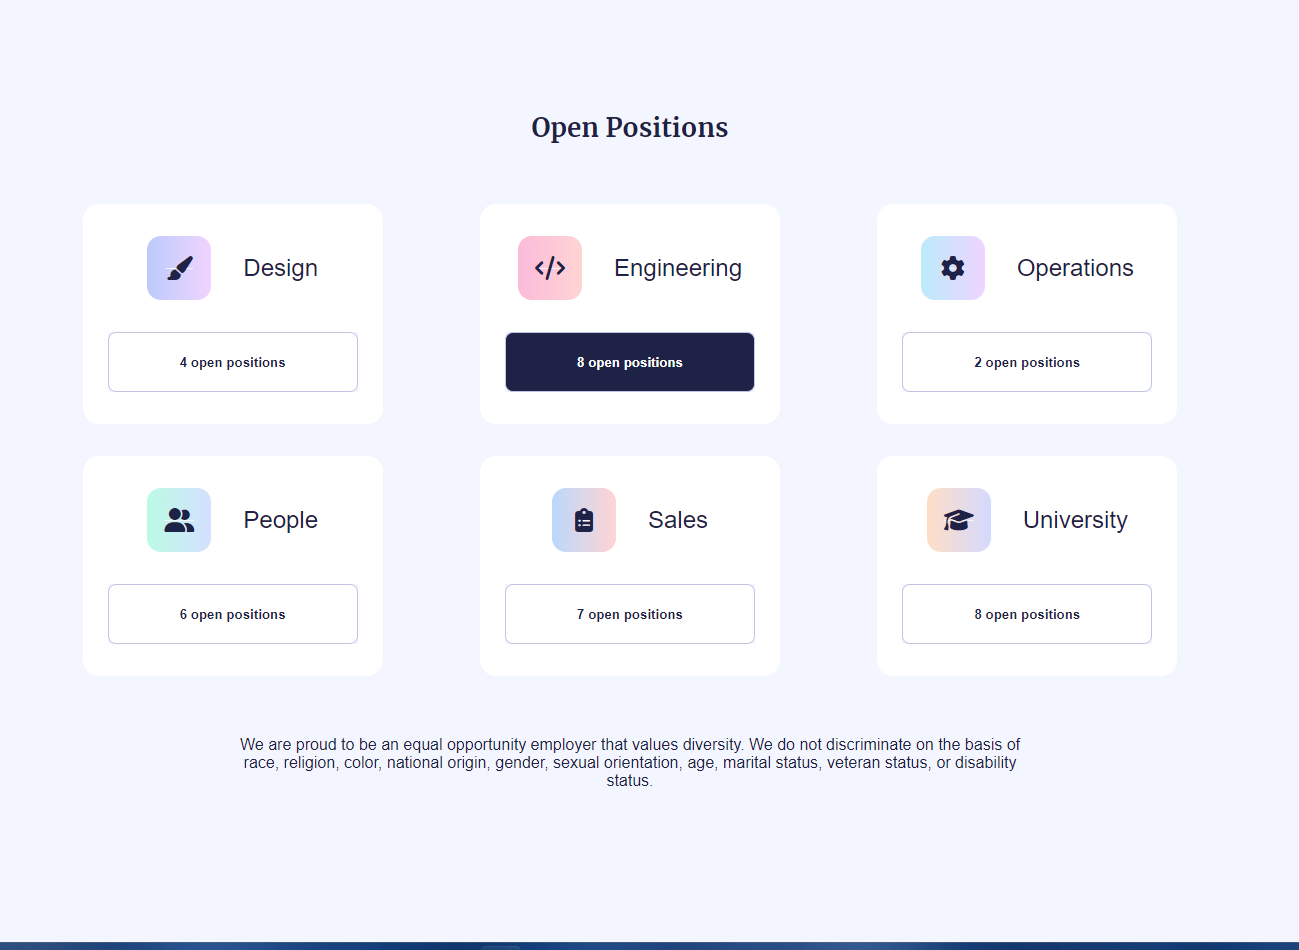 Open Positions
Design
Engineering
Operations
4 open positions
8 open positions
2 open positions
People
Sales
University
6 open positions
7 open positions
8 open positions
We are proud to be an equal opportunity employer that values diversity. We do not discriminate on the basis of
race, religion, color, national origin, gender, sexual orientation, age, marital status, veteran status, or disability
status.